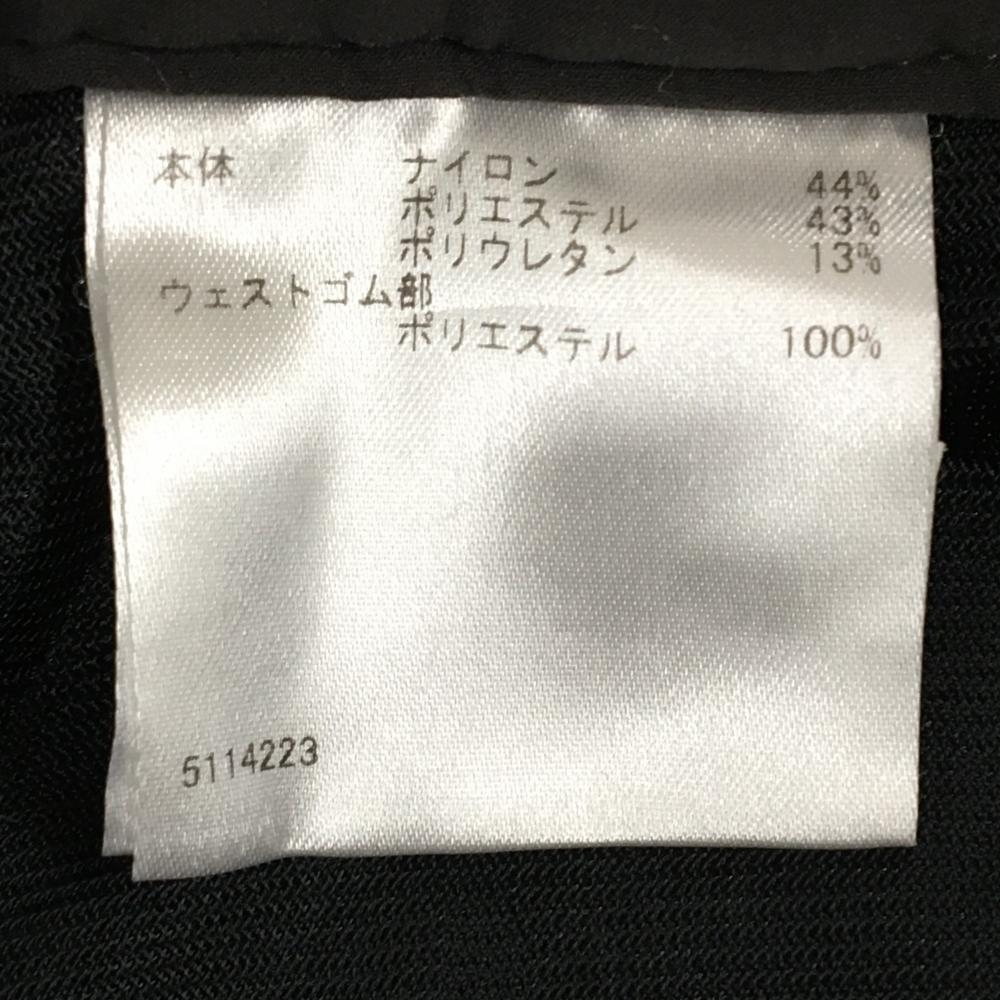 本体 ナイロン 44%
ポリエステル 43%
ポリウレタン 13%
ウェストゴム部
ポリエステル 100%
5114223